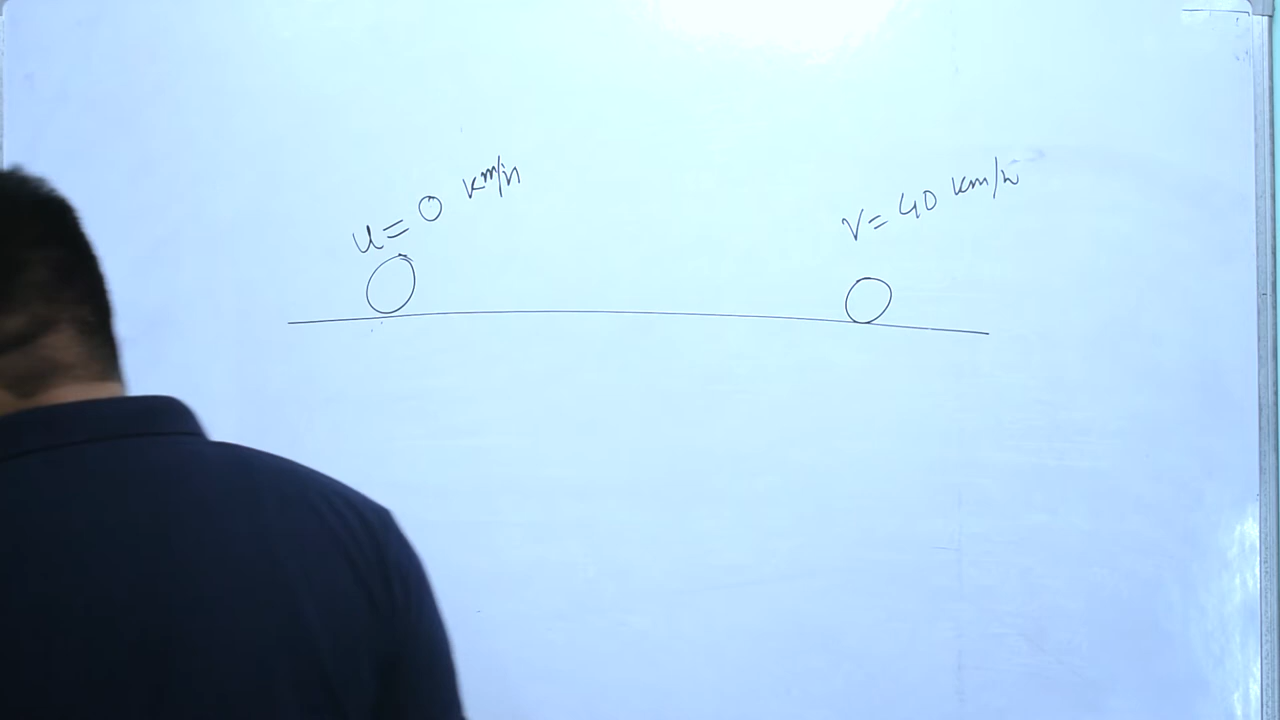 u = 0 km/h
v = 40 km/h